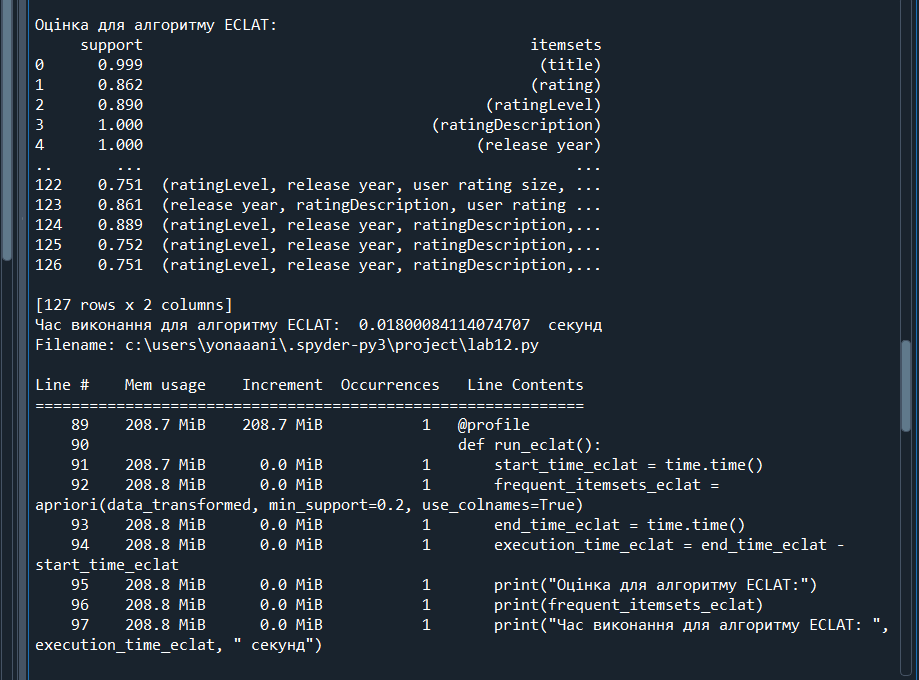 Оцінка для алгоритму ECLAT:
     support                                           itemsets
0      0.999                                            (title)
1      0.862                                           (rating)
2      0.890                                      (ratingLevel)
3      1.000                                (ratingDescription)
4      1.000                                     (release year)
..       ...                                                ...
122    0.751  (ratingLevel, release year, user rating size, ...
123    0.861  (release year, ratingDescription, user rating ...
124    0.889  (ratingLevel, release year, ratingDescription,...
125    0.752  (ratingLevel, release year, ratingDescription,...
126    0.751  (ratingLevel, release year, ratingDescription,...
[127 rows x 2 columns]
Час виконання для алгоритму ECLAT:  0.01800084114074707  секунд
Filename: c:\users\yonaaani\.spyder-py3\project\lab12.py
Line #    Mem usage    Increment  Occurrences   Line Contents
=============================================================
    89    208.7 MiB    208.7 MiB           1   @profile
    90                                         def run_eclat():
    91    208.7 MiB      0.0 MiB           1       start_time_eclat = time.time()
    92    208.8 MiB      0.0 MiB           1       frequent_itemsets_eclat =
apriori(data_transformed, min_support=0.2, use_colnames=True)
    93    208.8 MiB      0.0 MiB           1       end_time_eclat = time.time()
    94    208.8 MiB      0.0 MiB           1       execution_time_eclat = end_time_eclat -
start_time_eclat
    95    208.8 MiB      0.0 MiB           1       print("Оцінка для алгоритму ECLAT:")
    96    208.8 MiB      0.0 MiB           1       print(frequent_itemsets_eclat)
    97    208.8 MiB      0.0 MiB           1       print("Час виконання для алгоритму ECLAT: ",
execution_time_eclat, " секунд")